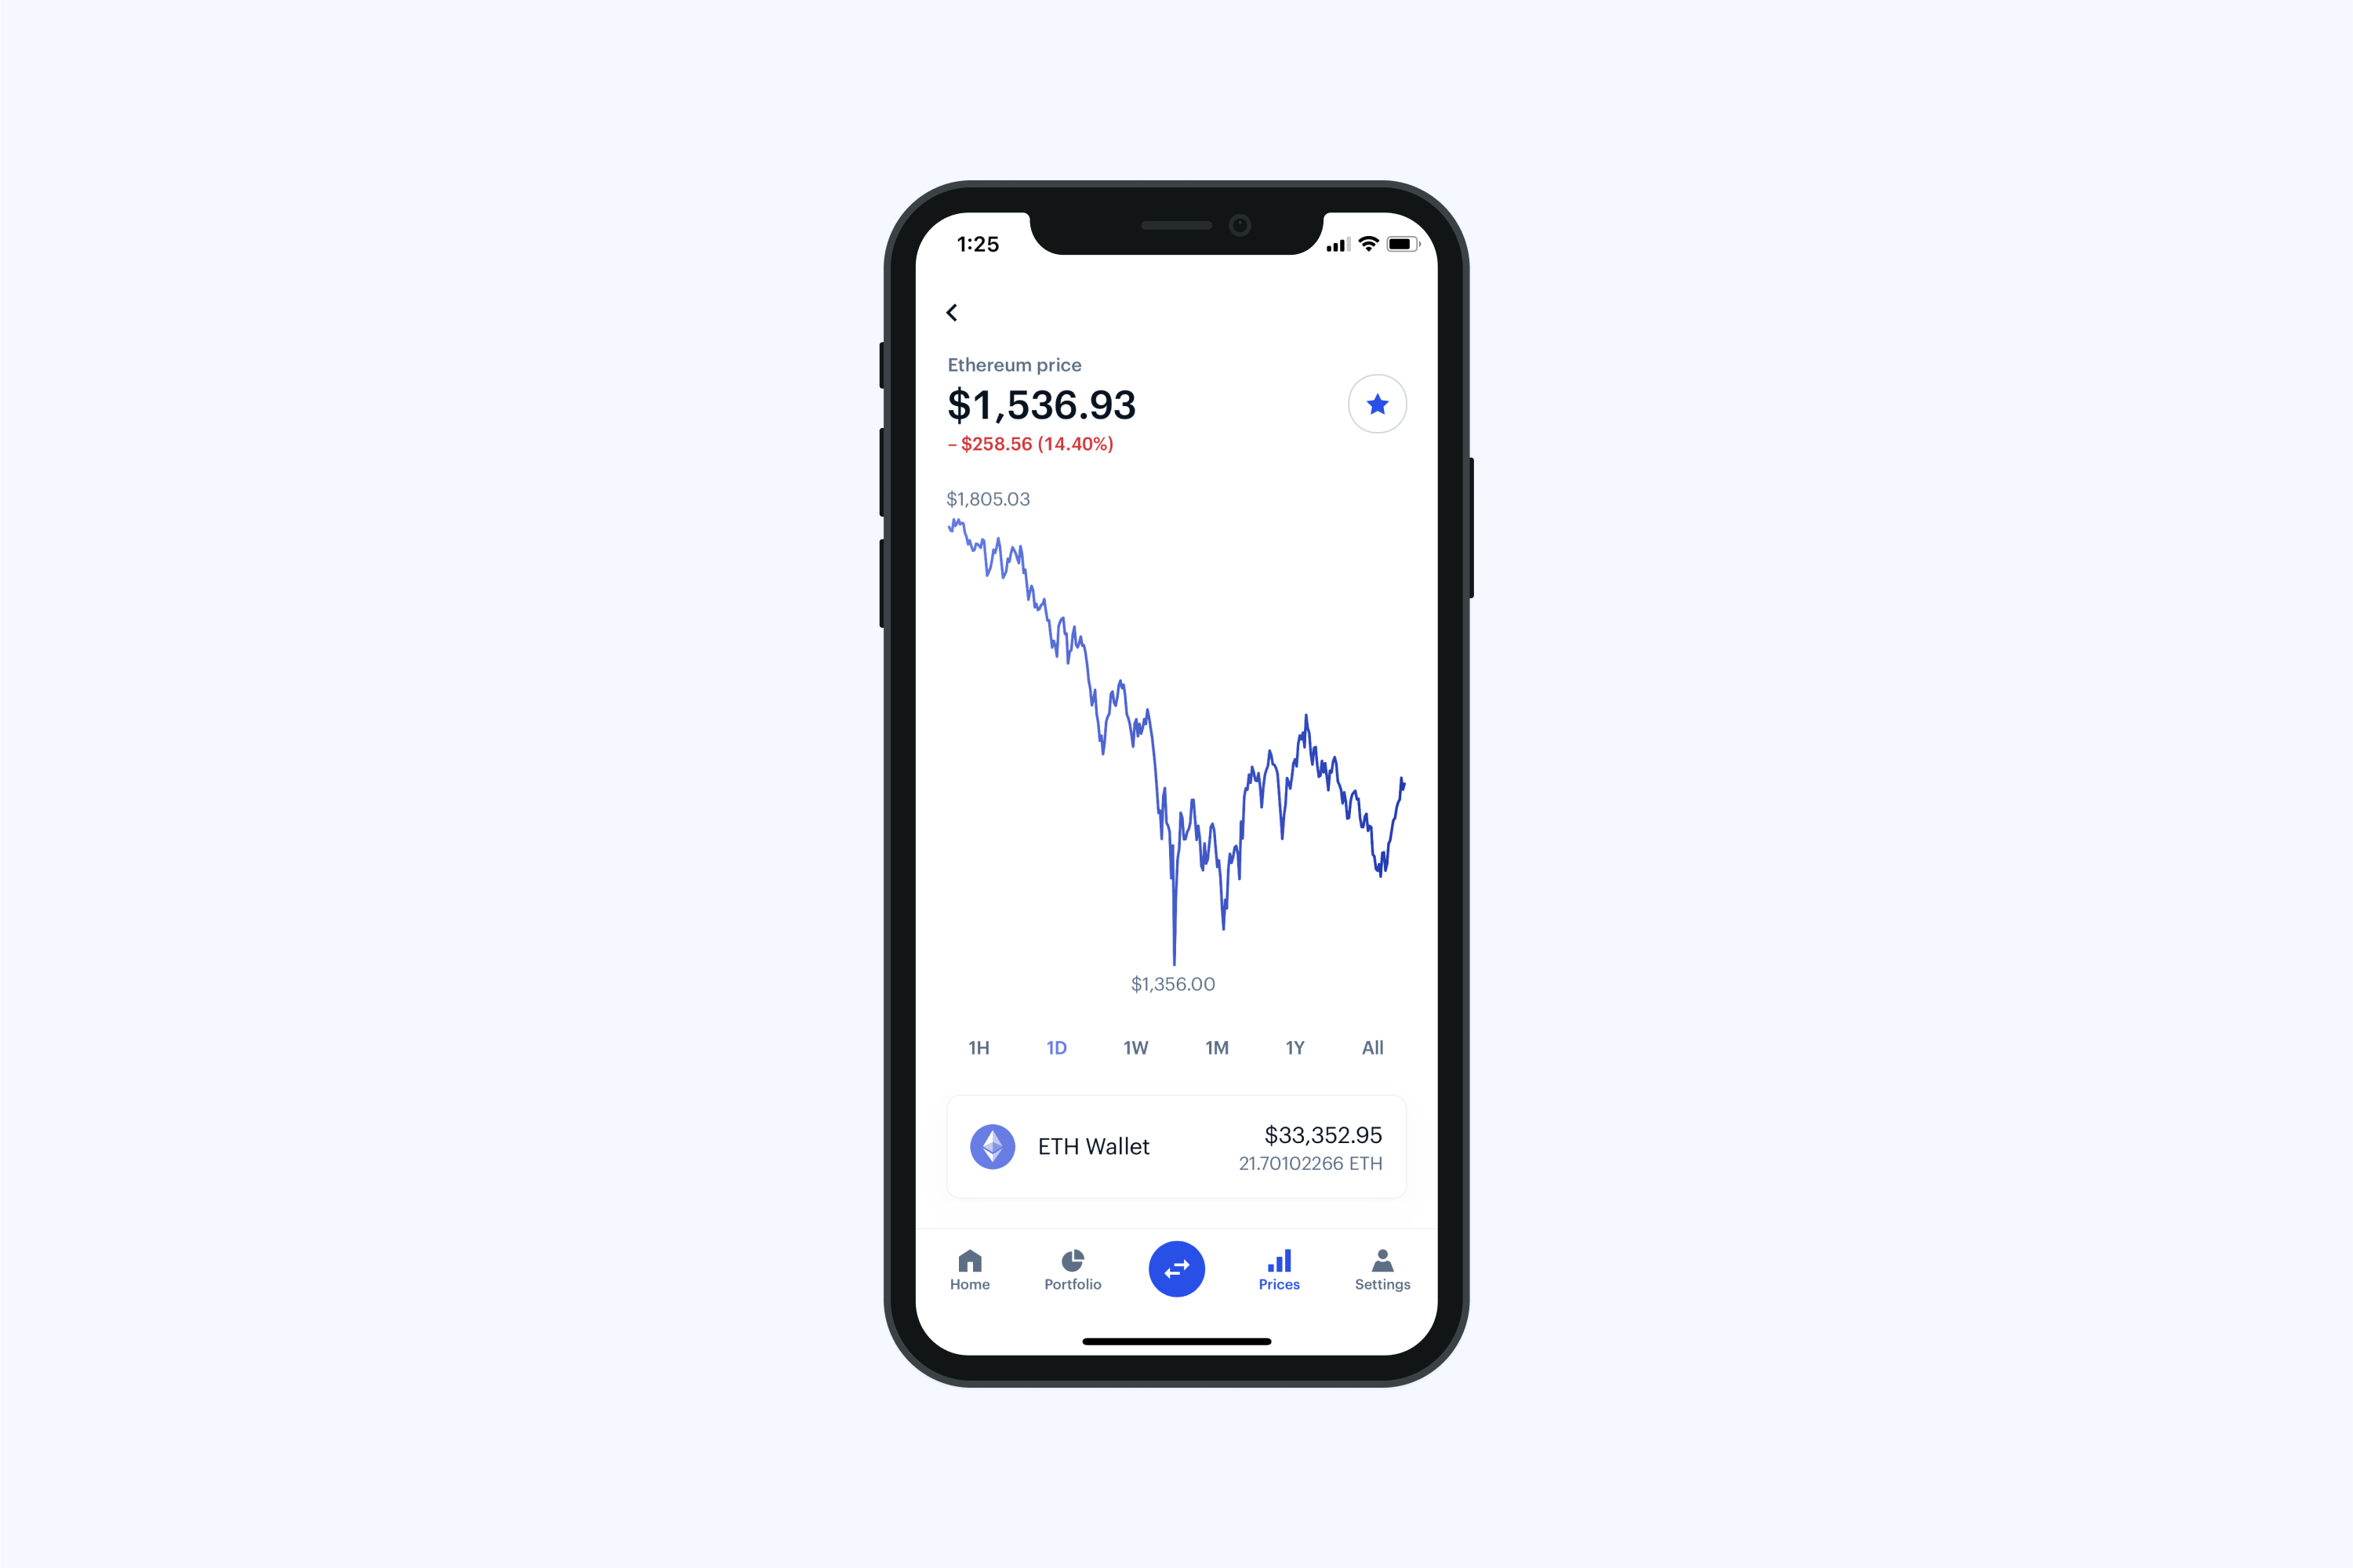 1:25
Ethereum price
$1,536.93
– $258.56 (14.40%)
$1,805.03
$1,356.00
1H 1D 1W 1M 1Y All
ETH Wallet
$33,352.95
21.70102266 ETH
Home Portfolio Prices Settings